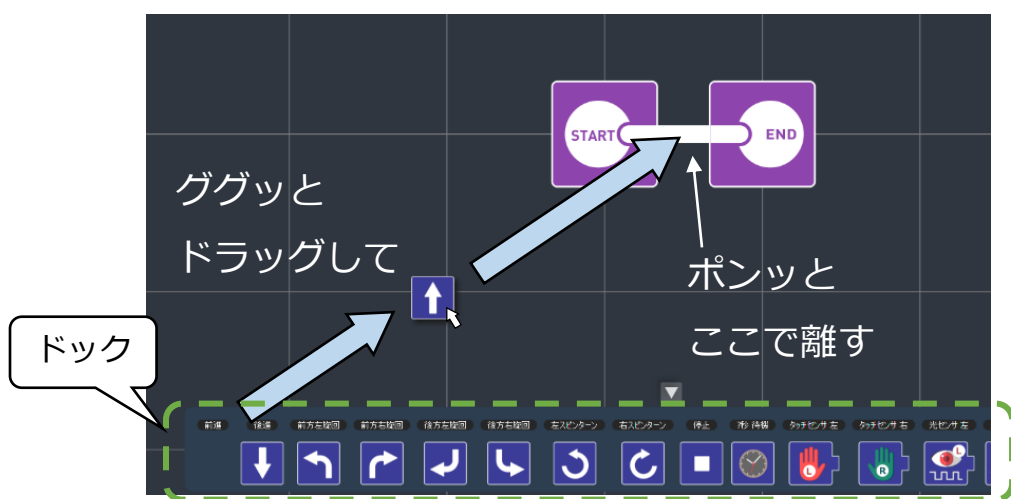 START
END
ググッと
ドラッグして
ポンッと
ここで離す
ドック
前進
後進
前方左旋回
前方右旋回
後方左旋回
後方右旋回
左スピンターン
右スピンターン
停止
タッチセンサ 左
タッチセンサ 右
光センサ 左
L
R
L